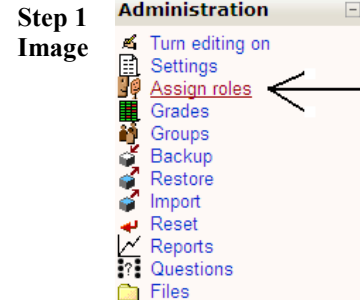 Step 1
Image
Administration
Turn editing on
Settings
Assign roles
Grades
Groups
Backup
Restore
Import
Reset
Reports
Questions
Files